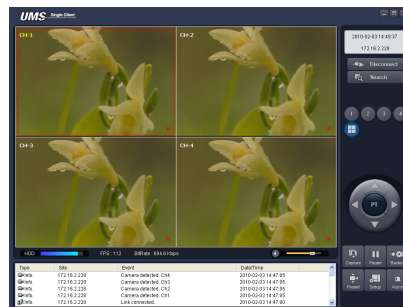 UMS Single Client
2010-02-03 14:48:37
172.16.2.228
Disconnect
Search
CH-1
CH-2
1 2 3 4
CH-3
CH-4
PT
HDD FPS : 112 BitRate : 694.6 Kbps
Capture Pause Backup
Preset Setup Alarm
Type Site Event Date/Time
Info. 172.16.2.228 Camera detected. Ch4 2010-02-03 14:47:05
Info. 172.16.2.228 Camera detected. Ch3 2010-02-03 14:47:05
Info. 172.16.2.228 Camera detected. Ch2 2010-02-03 14:47:05
Info. 172.16.2.228 Camera detected. Ch1 2010-02-03 14:47:05
Info. 172.16.2.228 Link connected. 2010-02-03 14:47:00